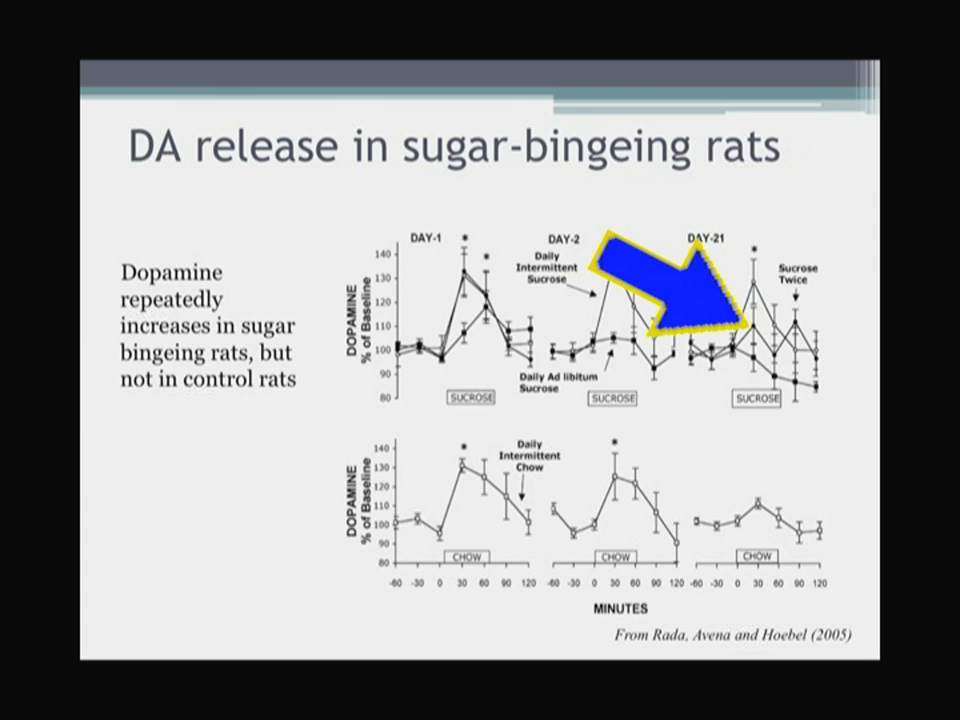 DA release in sugar-bingeing rats
Dopamine
repeatedly
increases in sugar
bingeing rats, but
not in control rats
DAY-1
DAY-2
DAY-21
*
*
*
Daily
Intermittent
Sucrose
Sucrose
Twice
DOPAMINE
% of Baseline
140
130
120
110
100
90
80
Daily Ad libitum
Sucrose
SUCROSE
SUCROSE
SUCROSE
*
*
Daily
Intermittent
Chow
DOPAMINE
% of Baseline
140
130
120
110
100
90
80
CHOW
CHOW
CHOW
-60 -30 0 30 60 90 120 -60 -30 0 30 60 90 120 -60 -30 0 30 60 90 120
MINUTES
From Rada, Avena and Hoebel (2005)